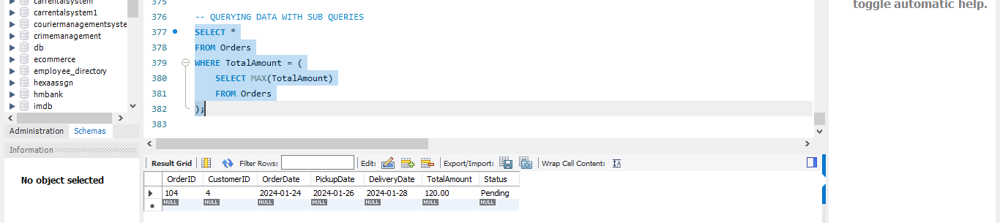 carrentalsystem
carrentalsystem1
couriermanagementsyste
crimemanagement
db
ecommerce
employee_directory
hexaassgn
hmbank
imdb
Administration Schemas
Information
No object selected
375
376 -- QUERYING DATA WITH SUB QUERIES
377 SELECT *
378 FROM Orders
379 WHERE TotalAmount = (
380 SELECT MAX(TotalAmount)
381 FROM Orders
382 );
383
Result Grid Filter Rows: Edit: Export/Import: Wrap Cell Content:
OrderID CustomerID OrderDate PickupDate DeliveryDate TotalAmount Status
104 4 2024-01-24 2024-01-26 2024-01-28 120.00 Pending
NULL NULL NULL NULL NULL NULL NULL
toggle automatic help.